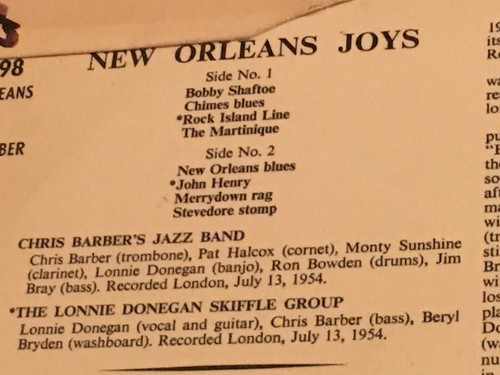 98
EANS
BER
NEW ORLEANS JOYS
Side No. 1
Bobby Shaftoe
Chimes blues
*Rock Island Line
The Martinique
Side No. 2
New Orleans blues
*John Henry
Merrydown rag
Stevedore stomp
CHRIS BARBER'S JAZZ BAND
Chris Barber (trombone), Pat Halcox (cornet), Monty Sunshine
(clarinet), Lonnie Donegan (banjo), Ron Bowden (drums), Jim
Bray (bass). Recorded London, July 13, 1954.
*THE LONNIE DONEGAN SKIFFLE GROUP
Lonnie Donegan (vocal and guitar), Chris Barber (bass), Beryl
Bryden (washboard). Recorded London, July 13, 1954.